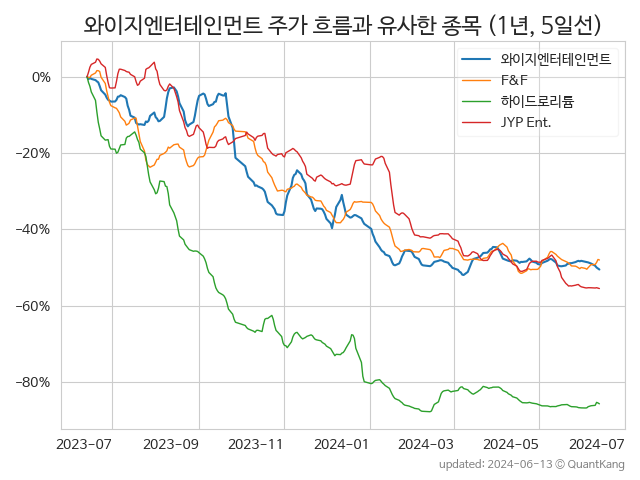 와이지엔터테인먼트 주가 흐름과 유사한 종목 (1년, 5일선)
0%
−20%
−40%
−60%
−80%
와이지엔터테인먼트
F&F
하이드로리튬
JYP Ent.
2023-07
2023-09
2023-11
2024-01
2024-03
2024-05
2024-07
updated: 2024-06-13 © QuantKang